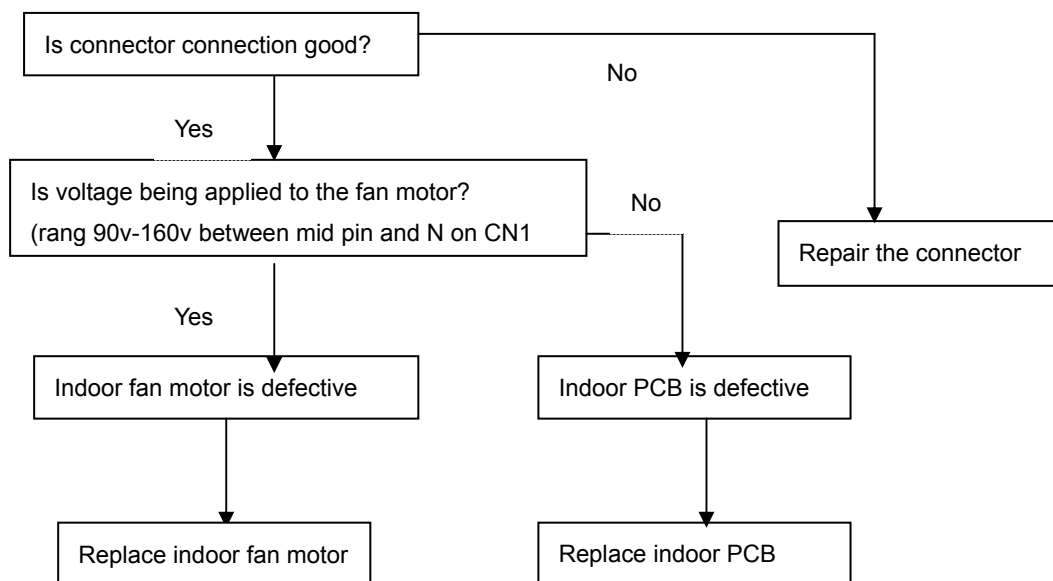 Is connector connection good?
No
Yes
Is voltage being applied to the fan motor?
(rang 90v-160v between mid pin and N on CN1
No
Repair the connector
Yes
Indoor fan motor is defective
Indoor PCB is defective
Replace indoor fan motor
Replace indoor PCB